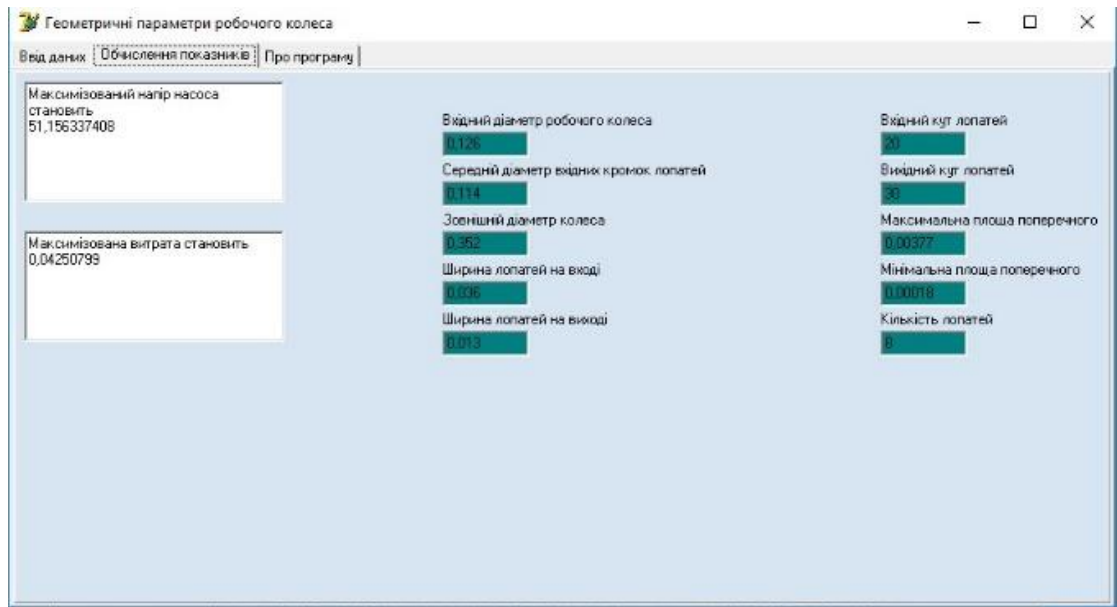 Геометричні параметри робочого колеса
Ввід даних Обчислення показників Про програму
Максимізований напір насоса
становить
51,156337408
Максимізована витрата становить
0,04250799
Вхідний діаметр робочого колеса
0,126
Середній діаметр вхідних кромок лопатей
0,114
Зовнішній діаметр колеса
0,352
Ширина лопатей на вході
0,036
Ширина лопатей на виході
0,013
Вхідний кут лопатей
20
Вихідний кут лопатей
30
Максимальна площа поперечного
0,00377
Мінімальна площа поперечного
0,00018
Кількість лопатей
8